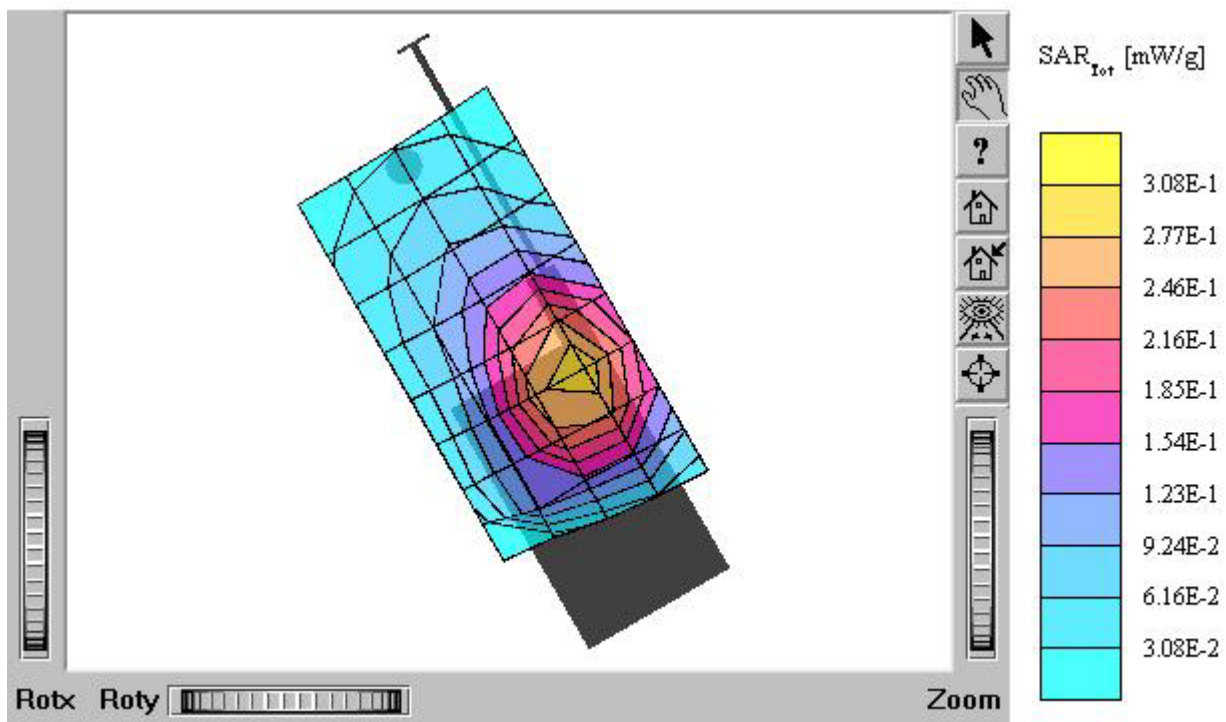 SAR_Tot [mW/g]
?
3.08E-1
2.77E-1
2.46E-1
2.16E-1
1.85E-1
1.54E-1
1.23E-1
9.24E-2
6.16E-2
3.08E-2
Rotx Roty Zoom